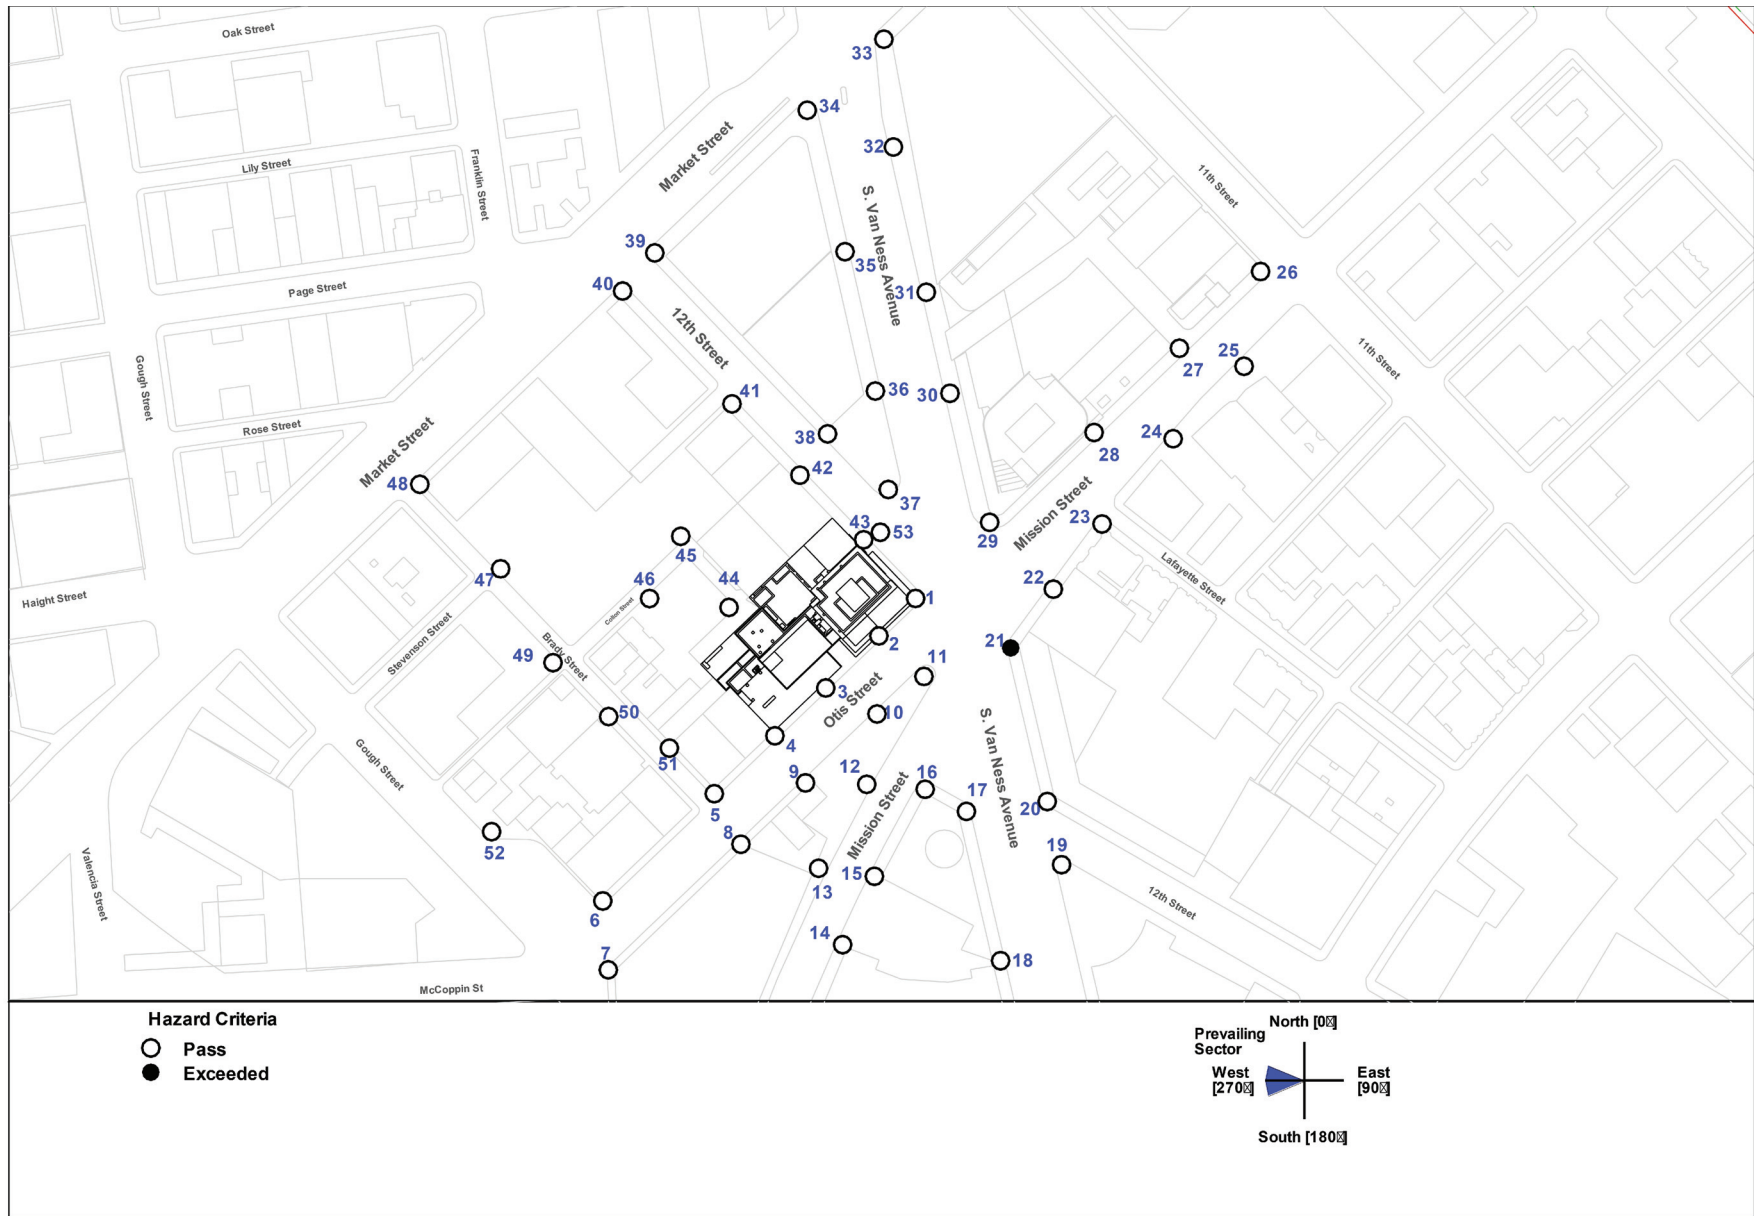 Oak Street
33
34
Market Street
32
Lily Street
Franklin Street
11th Street
S. Van Ness Avenue
39
35
26
40
Page Street
31
12th Street
27
25
11th Street
Gough Street
36
30
41
Rose Street
38
28
24
Market Street
42
48
37
Mission Street
43
53
23
29
45
Lafayette Street
47
46
44
22
Haight Street
Colton Street
1
Stevenson Street
Brady Street
2
21
49
11
3
Otis Street
50
10
S. Van Ness Avenue
4
Gough Street
51
9
12
16
17
5
Mission Street
20
8
52
19
Valencia Street
15
13
12th Street
6
14
7
18
McCoppin St
Hazard Criteria
Pass
Exceeded
North [0]
Prevailing
Sector
West
[270]
East
[90]
South [180]